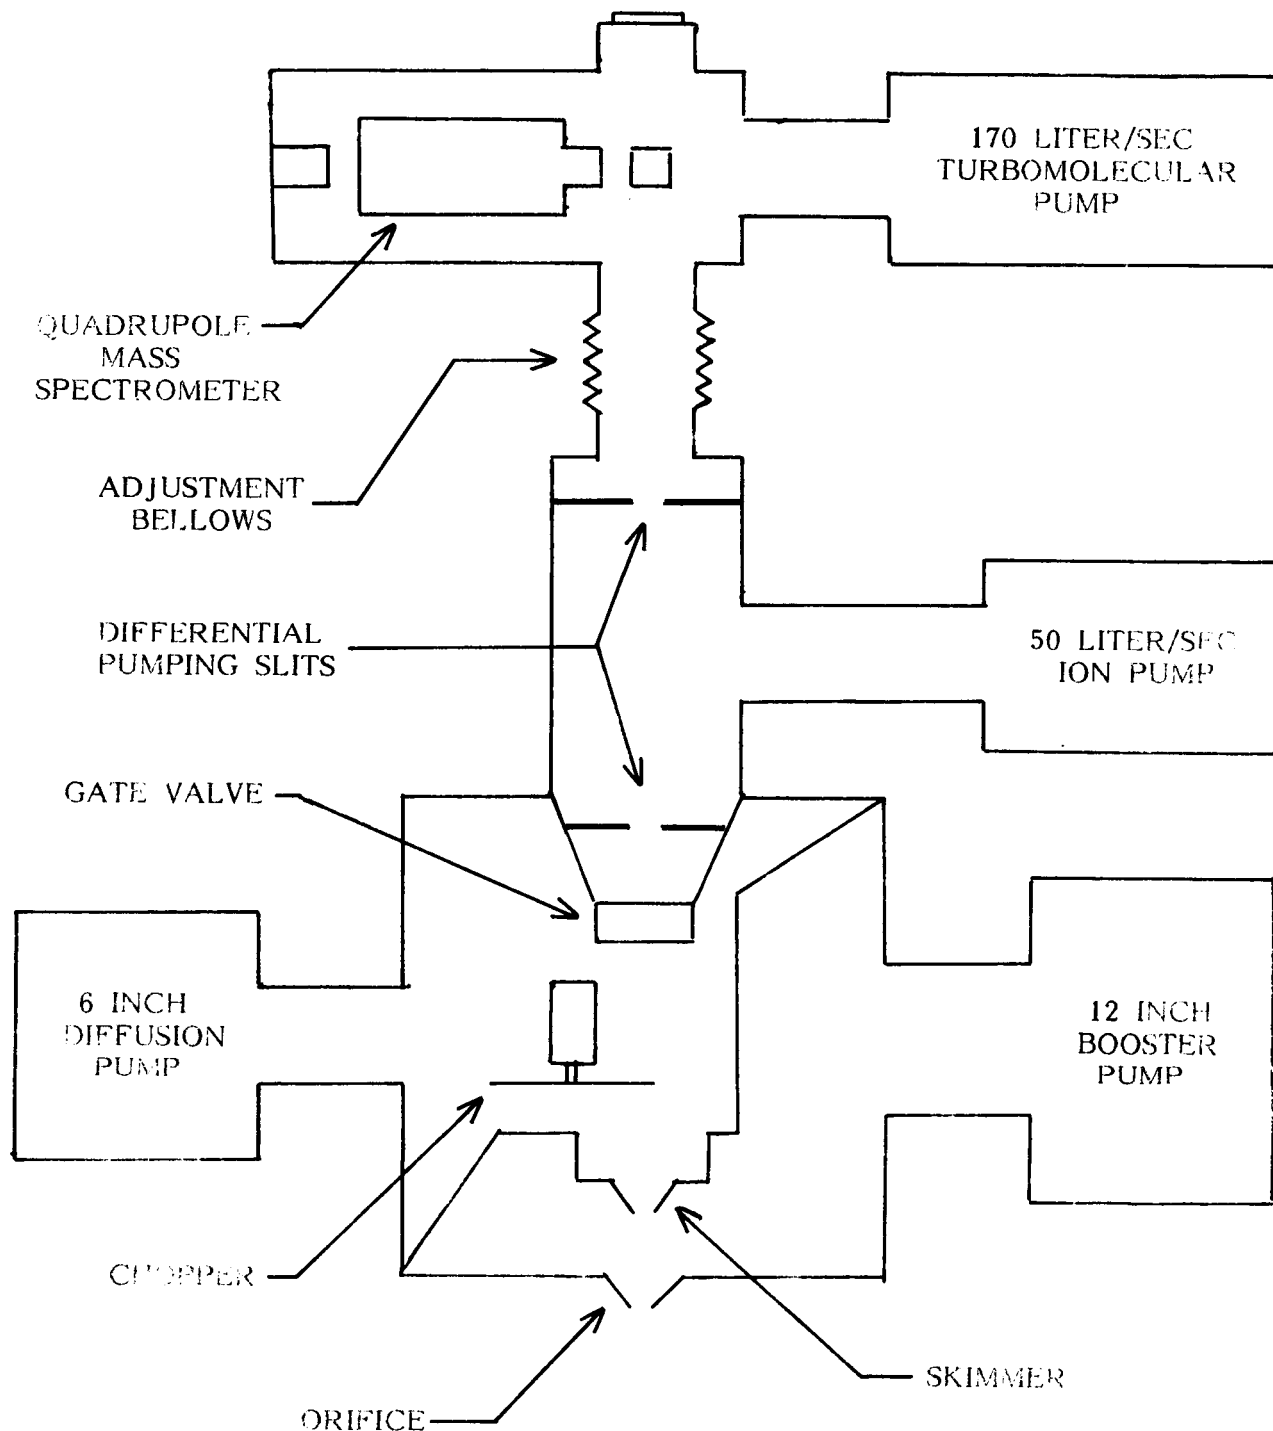 170 LITER/SEC
TURBOMOLECULAR
PUMP
QUADRUPOLE
MASS
SPECTROMETER
ADJUSTMENT
BELLOWS
DIFFERENTIAL
PUMPING SLITS
50 LITER/SEC
ION PUMP
GATE VALVE
6 INCH
DIFFUSION
PUMP
12 INCH
BOOSTER
PUMP
CHOPPER
SKIMMER
ORIFICE